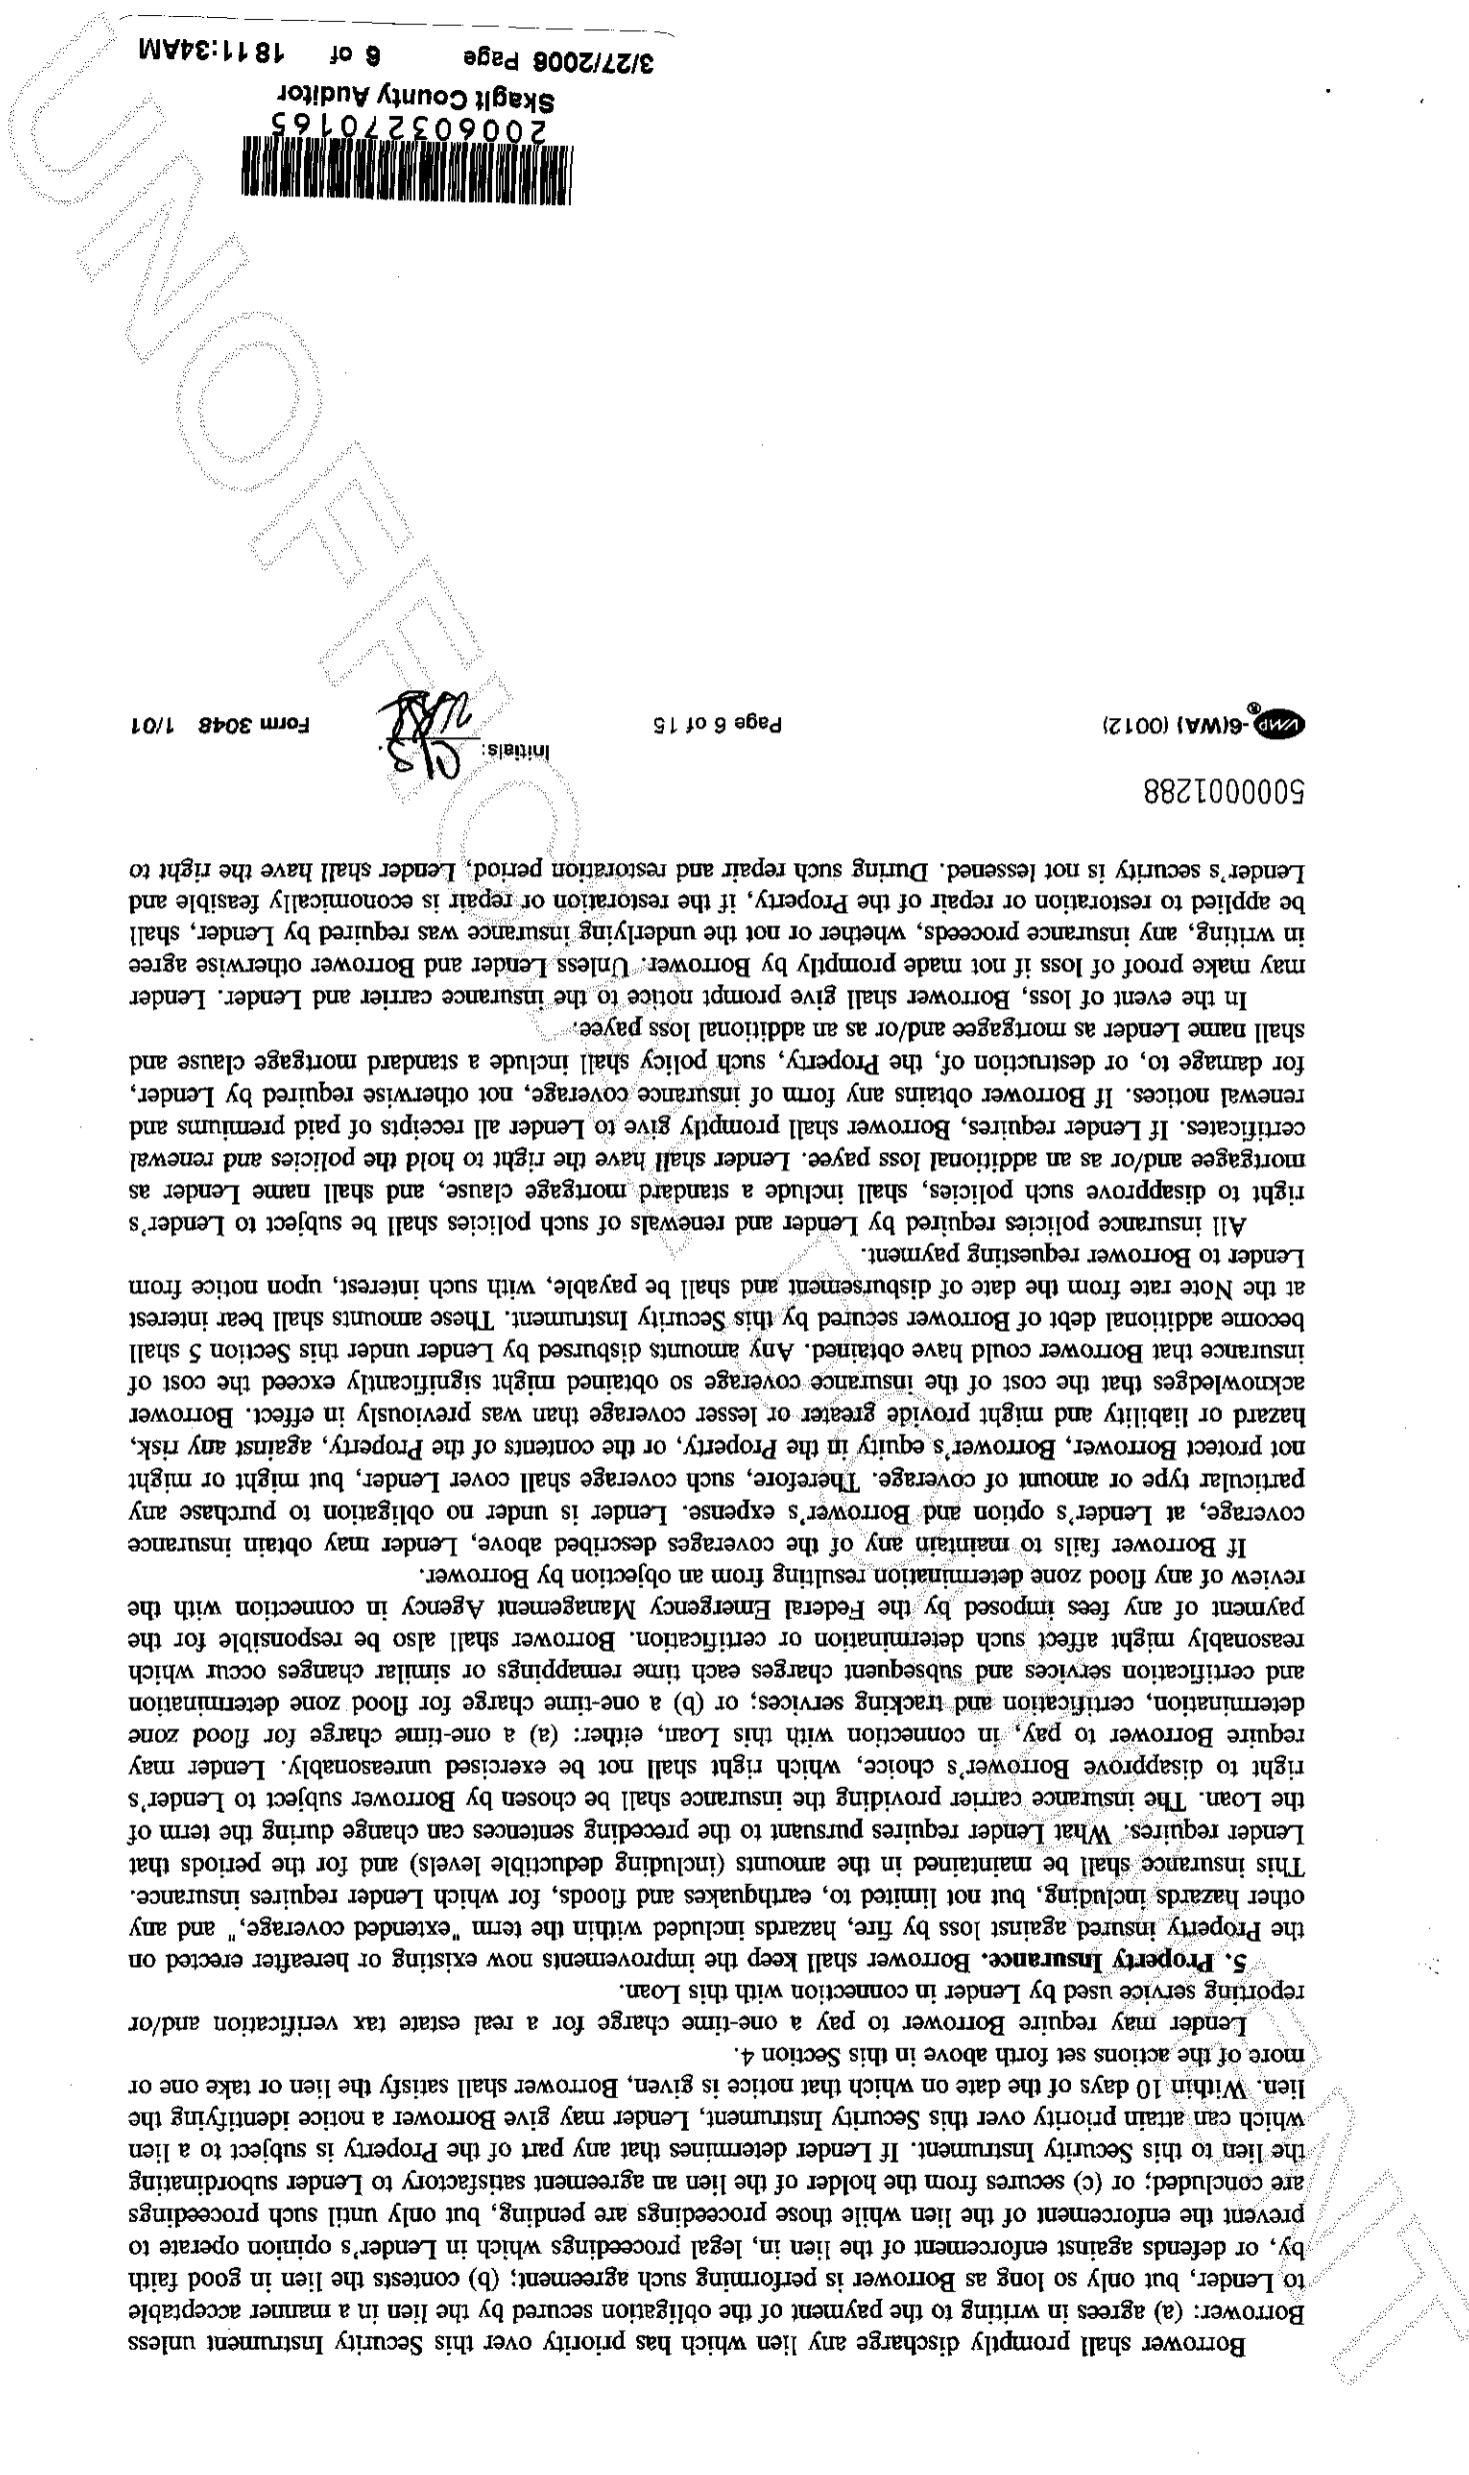 Borrower shall promptly discharge any lien which has priority over this Security Instrument unless
Borrower: (a) agrees in writing to the payment of the obligation secured by the lien in a manner acceptable
to Lender, but only so long as Borrower is performing such agreement; (b) contests the lien in good faith
by, or defends against enforcement of the lien in, legal proceedings which in Lender's opinion operate to
prevent the enforcement of the lien while those proceedings are pending, but only until such proceedings
are concluded; or (c) secures from the holder of the lien an agreement satisfactory to Lender subordinating
the lien to this Security Instrument. If Lender determines that any part of the Property is subject to a lien
which can attain priority over this Security Instrument, Lender may give Borrower a notice identifying the
lien. Within 10 days of the date on which that notice is given, Borrower shall satisfy the lien or take one or
more of the actions set forth above in this Section 4.
Lender may require Borrower to pay a one-time charge for a real estate tax verification and/or
reporting service used by Lender in connection with this Loan.
5. Property Insurance. Borrower shall keep the improvements now existing or hereafter erected on
the Property insured against loss by fire, hazards included within the term "extended coverage," and any
other hazards including, but not limited to, earthquakes and floods, for which Lender requires insurance.
This insurance shall be maintained in the amounts (including deductible levels) and for the periods that
Lender requires. What Lender requires pursuant to the preceding sentences can change during the term of
the Loan. The insurance carrier providing the insurance shall be chosen by Borrower subject to Lender's
right to disapprove Borrower's choice, which right shall not be exercised unreasonably. Lender may
require Borrower to pay, in connection with this Loan, either: (a) a one-time charge for flood zone
determination, certification and tracking services; or (b) a one-time charge for flood zone determination
and certification services and subsequent charges each time remappings or similar changes occur which
reasonably might affect such determination or certification. Borrower shall also be responsible for the
payment of any fees imposed by the Federal Emergency Management Agency in connection with the
review of any flood zone determination resulting from an objection by Borrower.
If Borrower fails to maintain any of the coverages described above, Lender may obtain insurance
coverage, at Lender's option and Borrower's expense. Lender is under no obligation to purchase any
particular type or amount of coverage. Therefore, such coverage shall cover Lender, but might or might
not protect Borrower, Borrower's equity in the Property, or the contents of the Property, against any risk,
hazard or liability and might provide greater or lesser coverage than was previously in effect. Borrower
acknowledges that the cost of the insurance coverage so obtained might significantly exceed the cost of
insurance that Borrower could have obtained. Any amounts disbursed by Lender under this Section 5 shall
become additional debt of Borrower secured by this Security Instrument. These amounts shall bear interest
at the Note rate from the date of disbursement and shall be payable, with such interest, upon notice from
Lender to Borrower requesting payment.
All insurance policies required by Lender and renewals of such policies shall be subject to Lender's
right to disapprove such policies, shall include a standard mortgage clause, and shall name Lender as
mortgagee and/or as an additional loss payee. Lender shall have the right to hold the policies and renewal
certificates. If Lender requires, Borrower shall promptly give to Lender all receipts of paid premiums and
renewal notices. If Borrower obtains any form of insurance coverage, not otherwise required by Lender,
for damage to, or destruction of, the Property, such policy shall include a standard mortgage clause and
shall name Lender as mortgagee and/or as an additional loss payee.
In the event of loss, Borrower shall give prompt notice to the insurance carrier and Lender. Lender
may make proof of loss if not made promptly by Borrower. Unless Lender and Borrower otherwise agree
in writing, any insurance proceeds, whether or not the underlying insurance was required by Lender, shall
be applied to restoration or repair of the Property, if the restoration or repair is economically feasible and
Lender's security is not lessened. During such repair and restoration period, Lender shall have the right to
5000001288
Initials:
VMP®-6(WA) (0012) Page 6 of 15 Form 3048 1/01
200603270165
Skagit County Auditor
3/27/2006 Page 6 of 18 11:34AM
UNOFFICIAL DOCUMENT